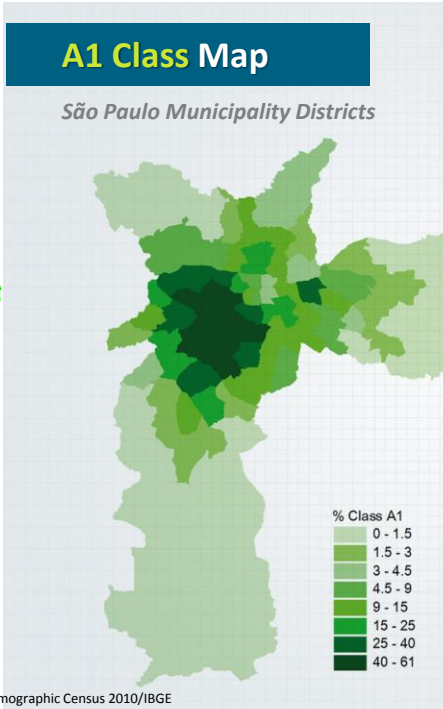 A1 Class Map
São Paulo Municipality Districts
% Class A1
0 - 1.5
1.5 - 3
3 - 4.5
4.5 - 9
9 - 15
15 - 25
25 - 40
40 - 61
mographic Census 2010/IBGE